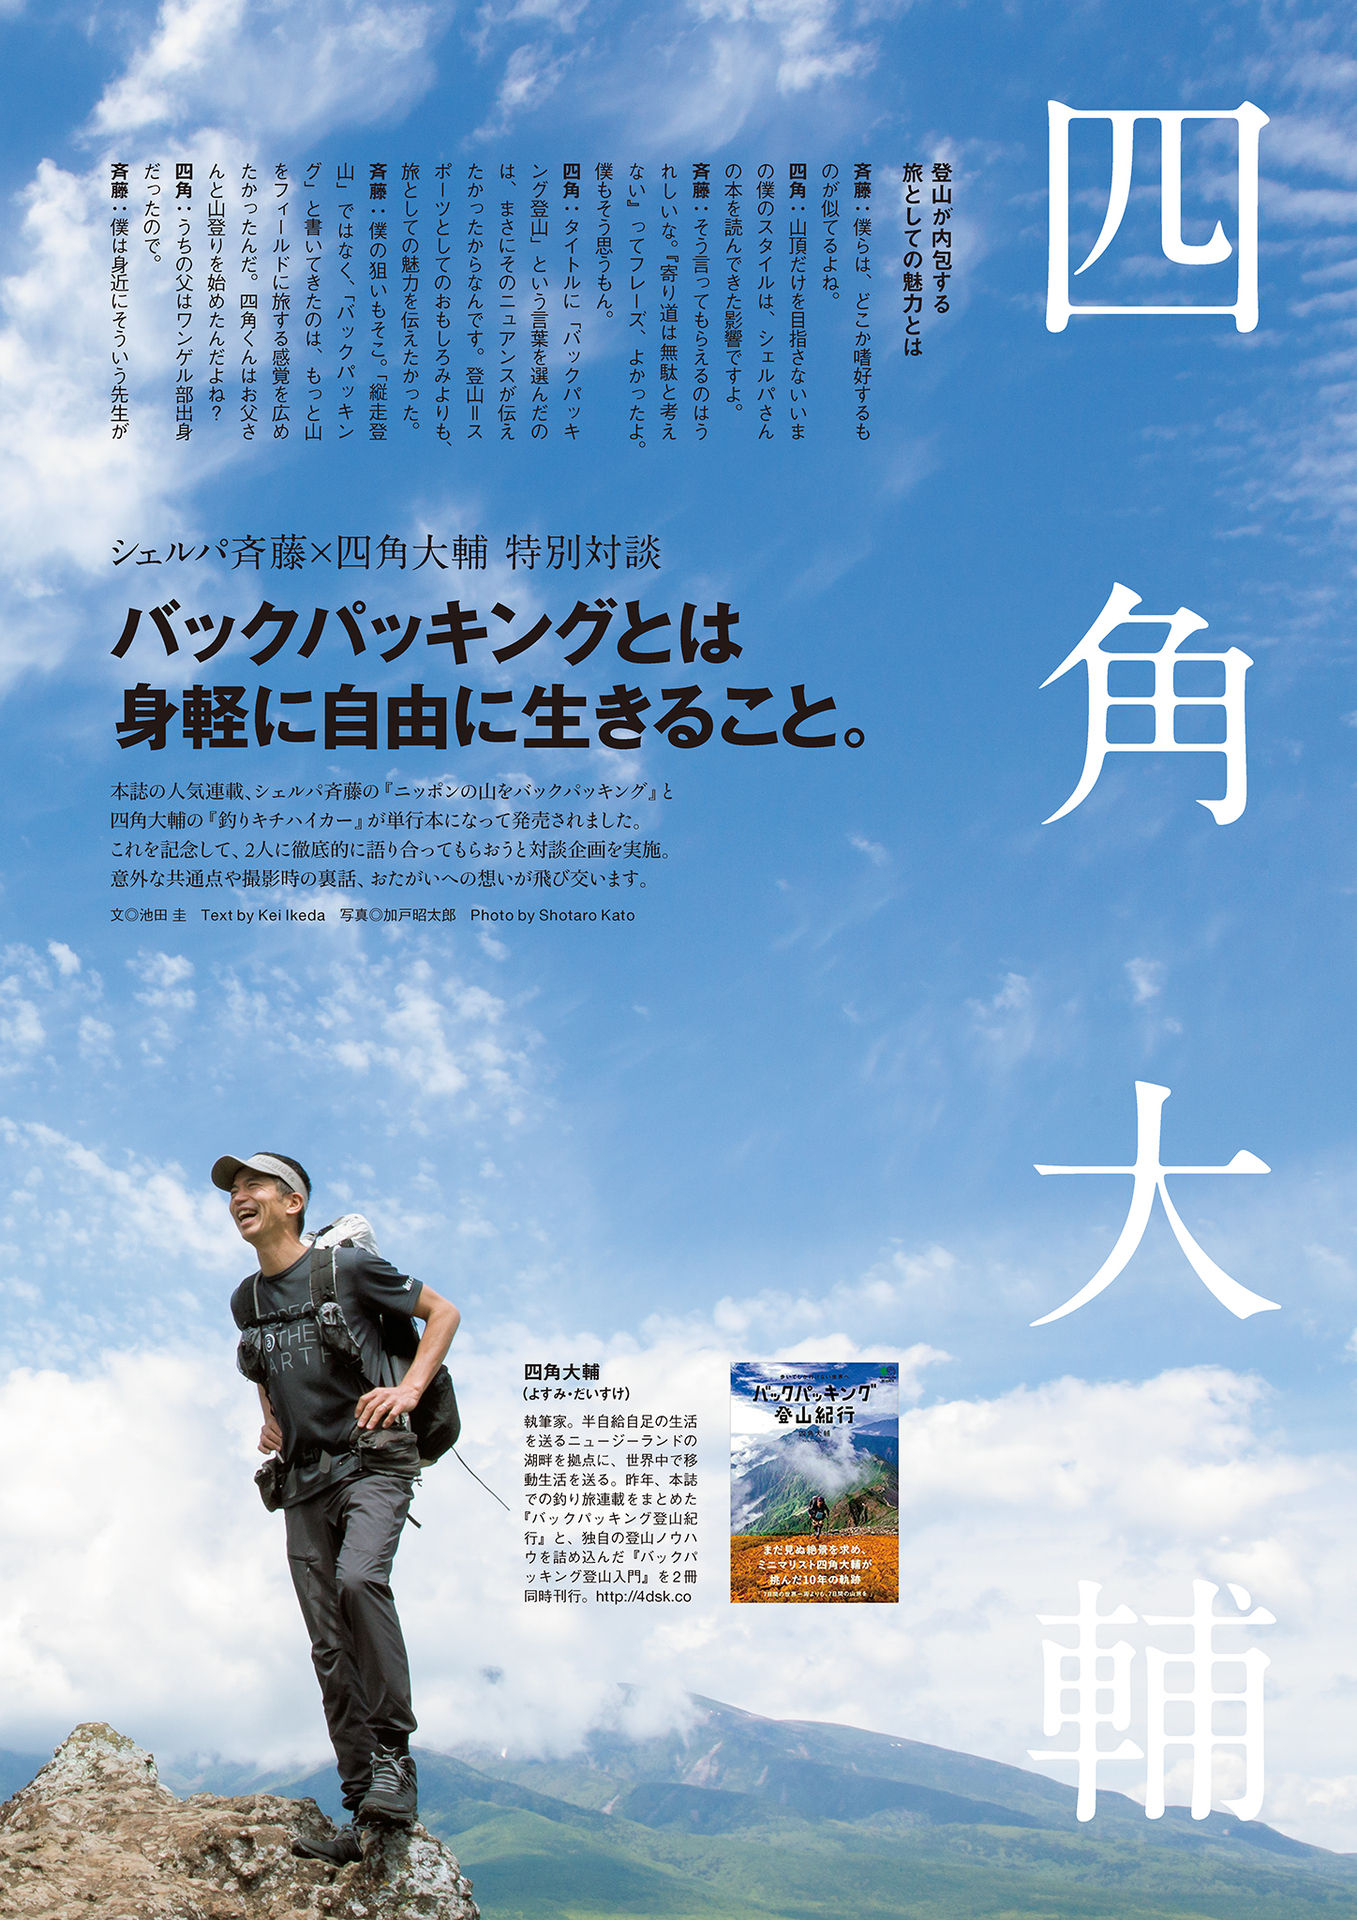 四角大輔
登山が内包する
旅としての魅力とは
斉藤：僕らは、どこか嗜好するも
のが似てるよね。
四角：山頂だけを目指さないいま
の僕のスタイルは、シェルパさん
の本を読んできた影響ですよ。
斉藤：そう言ってもらえるのはう
れしいな。『寄り道は無駄と考え
ない』ってフレーズ、よかったよ。
僕もそう思うもん。
四角：タイトルに「バックパッキ
ング登山」という言葉を選んだの
は、まさにそのニュアンスが伝え
たかったからなんです。登山＝ス
ポーツとしてのおもしろみよりも、
旅としての魅力を伝えたかった。
斉藤：僕の狙いもそこ。「縦走登
山」ではなく、「バックパッキン
グ」と書いてきたのは、もっと山
をフィールドに旅する感覚を広め
たかったんだ。四角くんはお父さ
んと山登りを始めたんだよね？
四角：うちの父はワンゲル部出身
だったので。
斉藤：僕は身近にそういう先生が
シェルパ斉藤×四角大輔 特別対談
バックパッキングとは
身軽に自由に生きること。
本誌の人気連載、シェルパ斉藤の『ニッポンの山をバックパッキング』と
四角大輔の『釣りキチハイカー』が単行本になって発売されました。
これを記念して、2人に徹底的に語り合ってもらおうと対談企画を実施。
意外な共通点や撮影時の裏話、おたがいへの想いが飛び交います。
文◎池田 圭 Text by Kei Ikeda 写真◎加戸昭太郎 Photo by Shotaro Kato
四角大輔
（よすみ・だいすけ）
執筆家。半自給自足の生活
を送るニュージーランドの
湖畔を拠点に、世界中で移
動生活を送る。昨年、本誌
での釣り旅連載をまとめた
『バックパッキング登山紀
行』と、独自の登山ノウハ
ウを詰め込んだ『バックパ
ッキング登山入門』を2冊
同時刊行。http://4dsk.co
バックパッキング
登山紀行
四角大輔
まだ見ぬ絶景を求め、
ミニマリスト四角大輔が
挑んだ10年の軌跡
「7日間の世界一周よりも、7日間の山旅を」
THE
EARTH